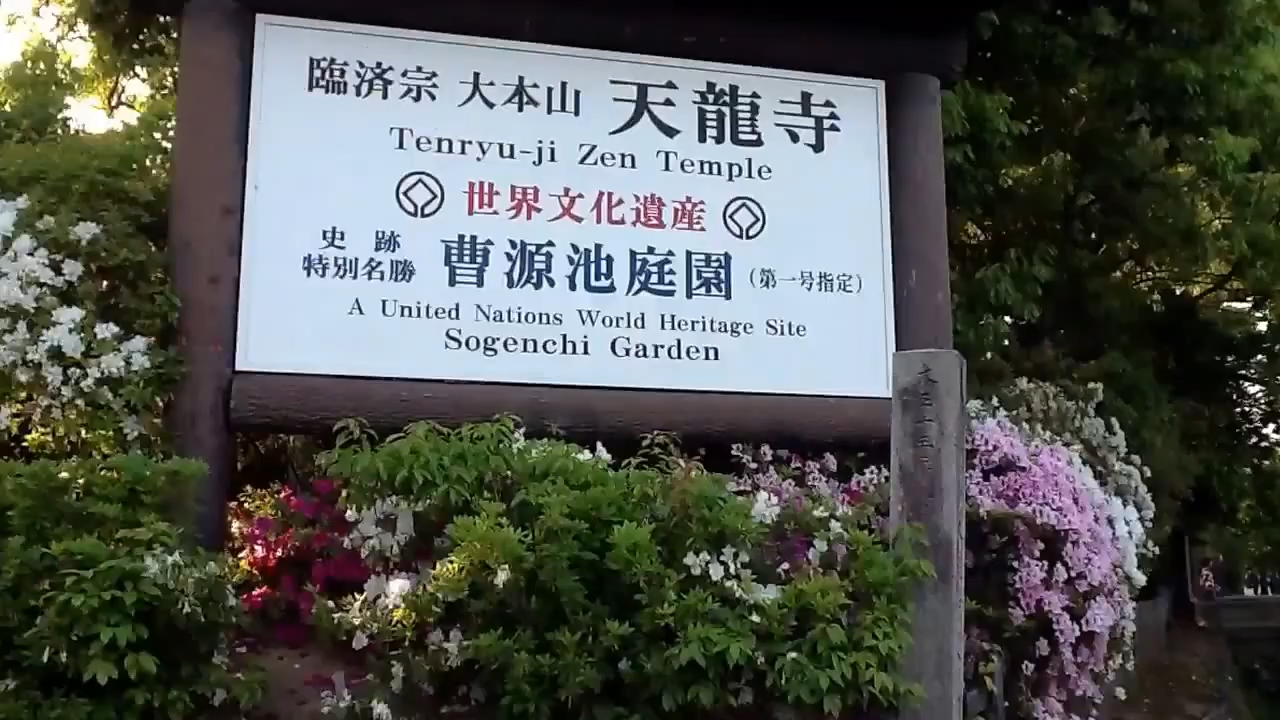 臨済宗 大本山 天龍寺
Tenryu-ji Zen Temple
世界文化遺産
史跡
特別名勝 曹源池庭園 (第一号指定)
A United Nations World Heritage Site
Sogenchi Garden